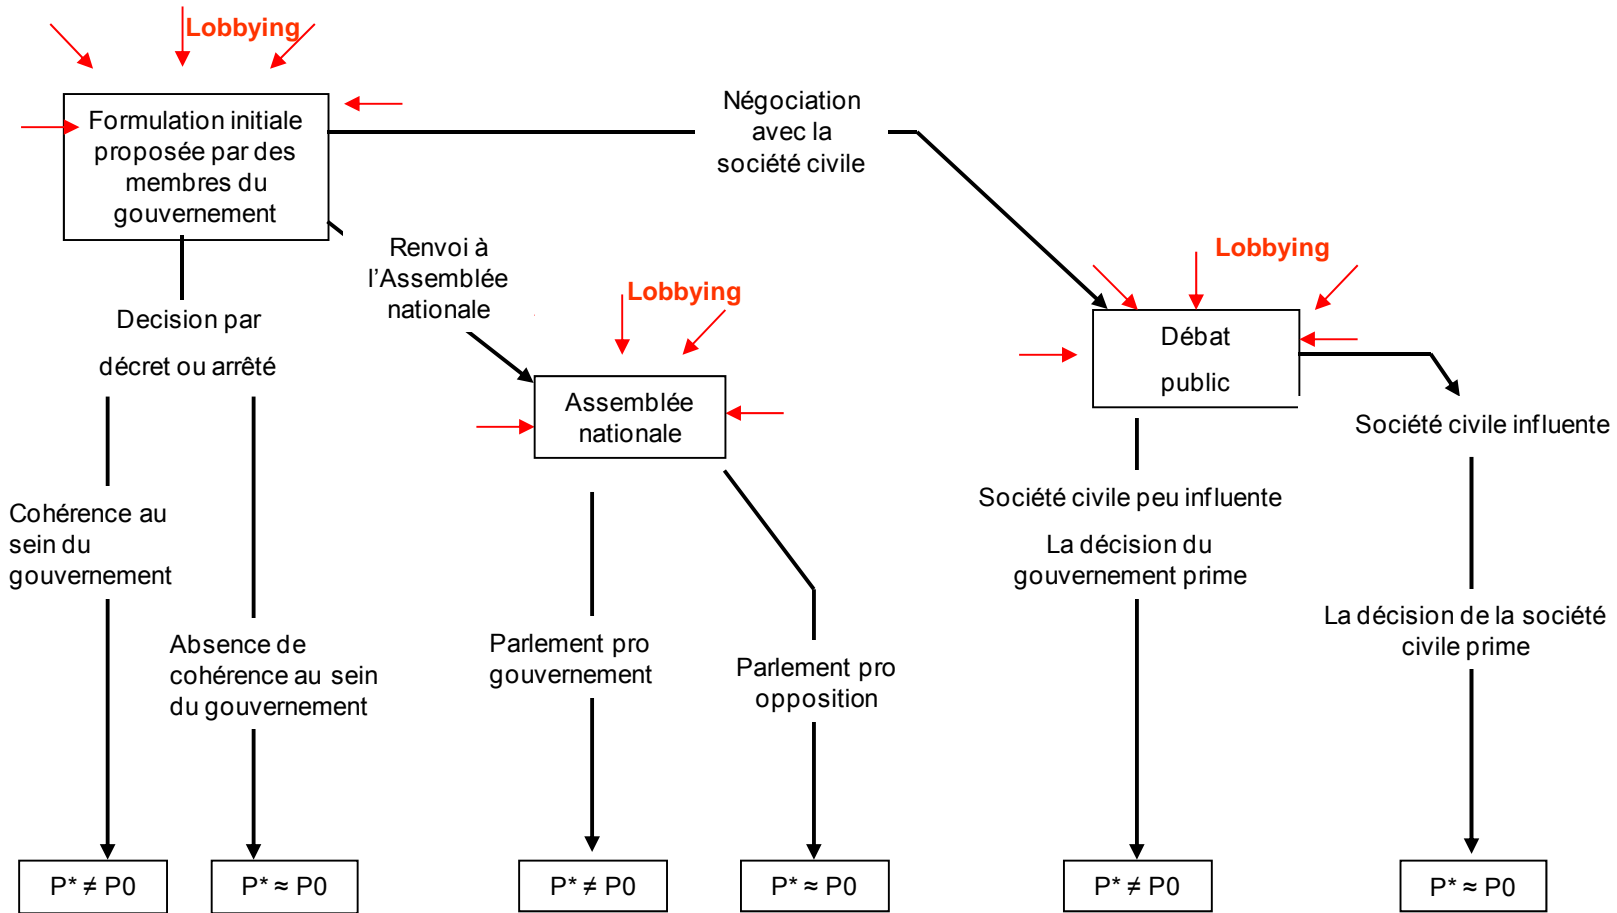 Lobbying
Formulation initiale
proposée par des
membres du
gouvernement
Négociation
avec la
société civile
Renvoi à
l'Assemblée
nationale
Lobbying
Lobbying
Decision par
décret ou arrêté
Assemblée
nationale
Débat
public
Société civile influente
Cohérence au
sein du
gouvernement
Absence de
cohérence au sein
du gouvernement
Parlement pro
gouvernement
Parlement pro
opposition
Société civile peu influente
La décision du
gouvernement prime
La décision de la société
civile prime
P* ≠ P0
P* ≈ P0
P* ≠ P0
P* ≈ P0
P* ≠ P0
P* ≈ P0